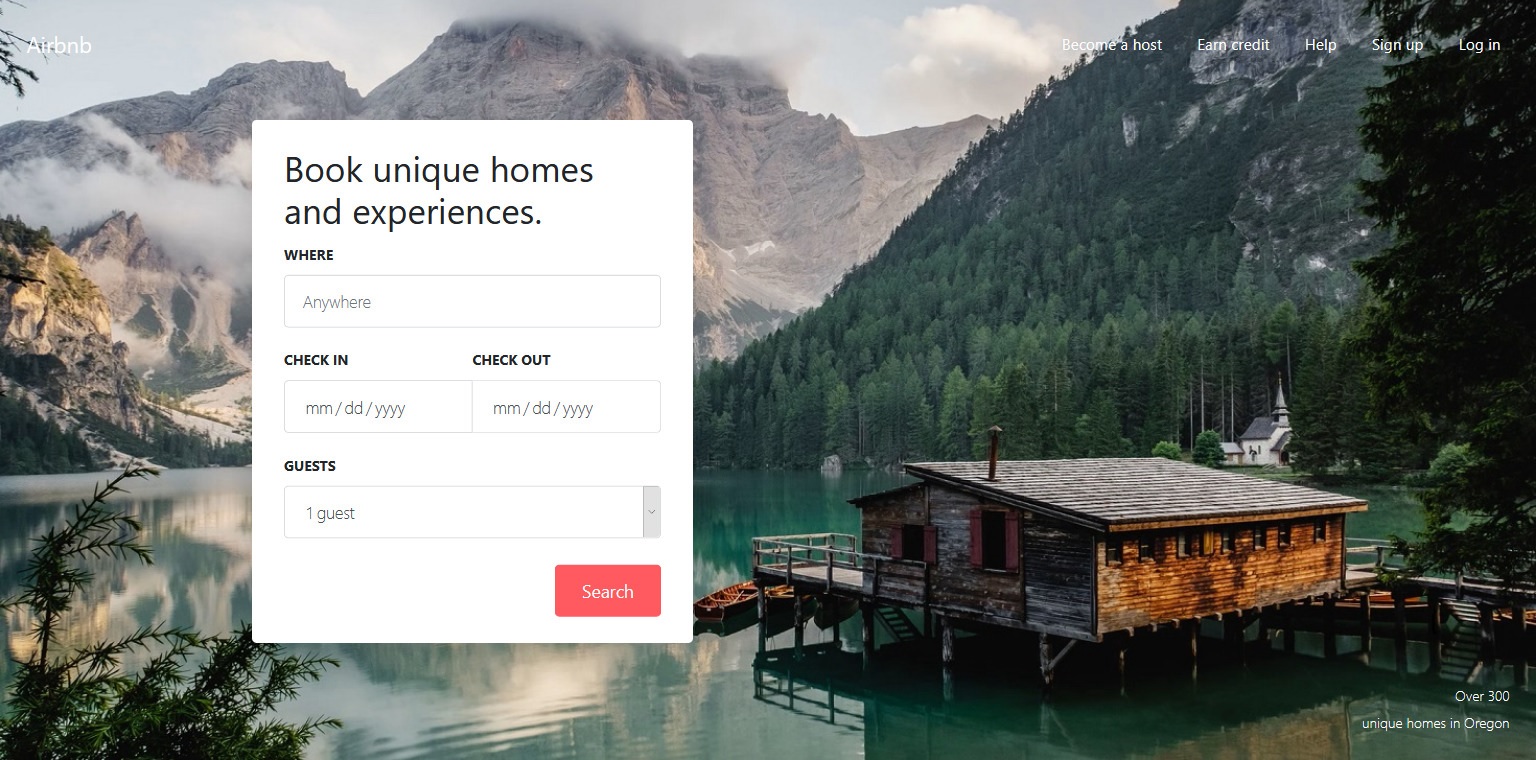 Airbnb
Become a host
Earn credit
Help
Sign up
Log in
Book unique homes
and experiences.
WHERE
Anywhere
CHECK IN
CHECK OUT
mm / dd / yyyy
mm / dd / yyyy
GUESTS
1 guest
Search
Over 300
unique homes in Oregon